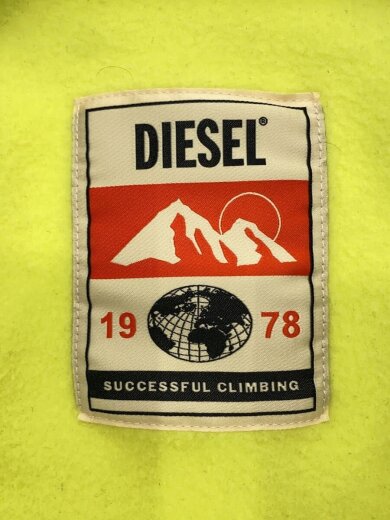 DIESEL®
19 78
SUCCESSFUL CLIMBING